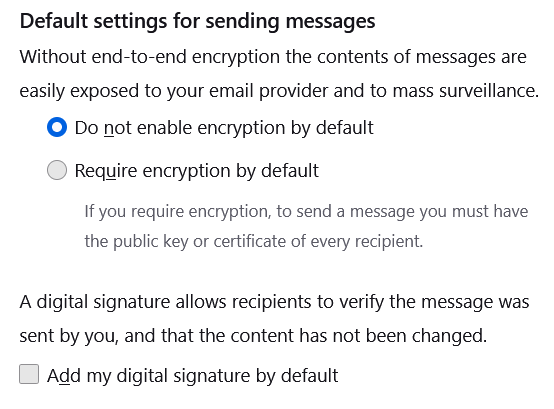 Default settings for sending messages
Without end-to-end encryption the contents of messages are
easily exposed to your email provider and to mass surveillance.
Do not enable encryption by default
Require encryption by default
If you require encryption, to send a message you must have
the public key or certificate of every recipient.
A digital signature allows recipients to verify the message was
sent by you, and that the content has not been changed.
Add my digital signature by default